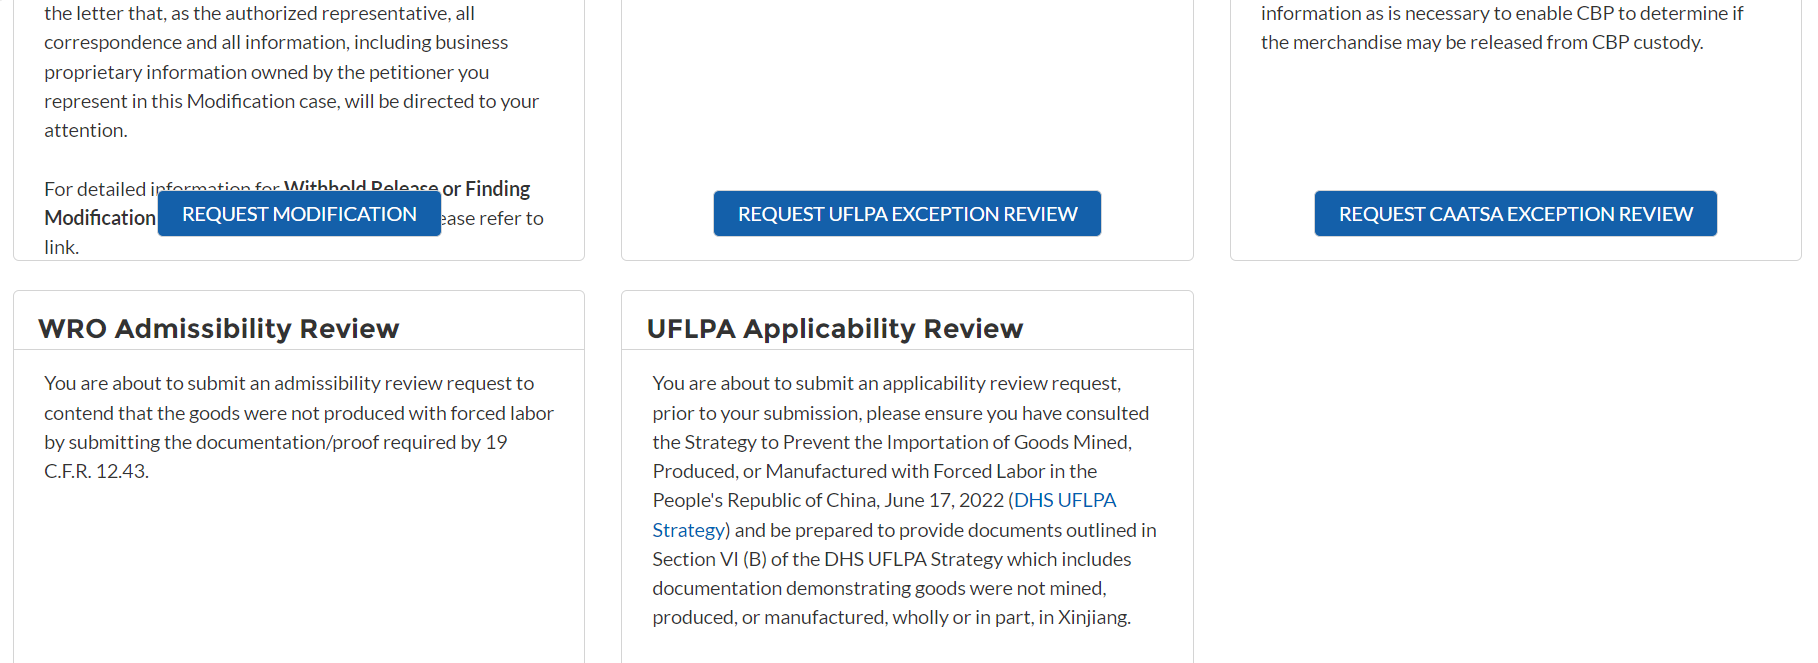 the letter that, as the authorized representative, all
correspondence and all information, including business
proprietary information owned by the petitioner you
represent in this Modification case, will be directed to your
attention.
For detailed information for Withhold Release or Finding
Modification
ease refer to
link.
REQUEST MODIFICATION
REQUEST UFLPA EXCEPTION REVIEW
information as is necessary to enable CBP to determine if
the merchandise may be released from CBP custody.
REQUEST CAATSA EXCEPTION REVIEW
WRO Admissibility Review
You are about to submit an admissibility review request to
contend that the goods were not produced with forced labor
by submitting the documentation/proof required by 19
C.F.R. 12.43.
UFLPA Applicability Review
You are about to submit an applicability review request,
prior to your submission, please ensure you have consulted
the Strategy to Prevent the Importation of Goods Mined,
Produced, or Manufactured with Forced Labor in the
People's Republic of China, June 17, 2022 (DHS UFLPA
Strategy) and be prepared to provide documents outlined in
Section VI (B) of the DHS UFLPA Strategy which includes
documentation demonstrating goods were not mined,
produced, or manufactured, wholly or in part, in Xinjiang.